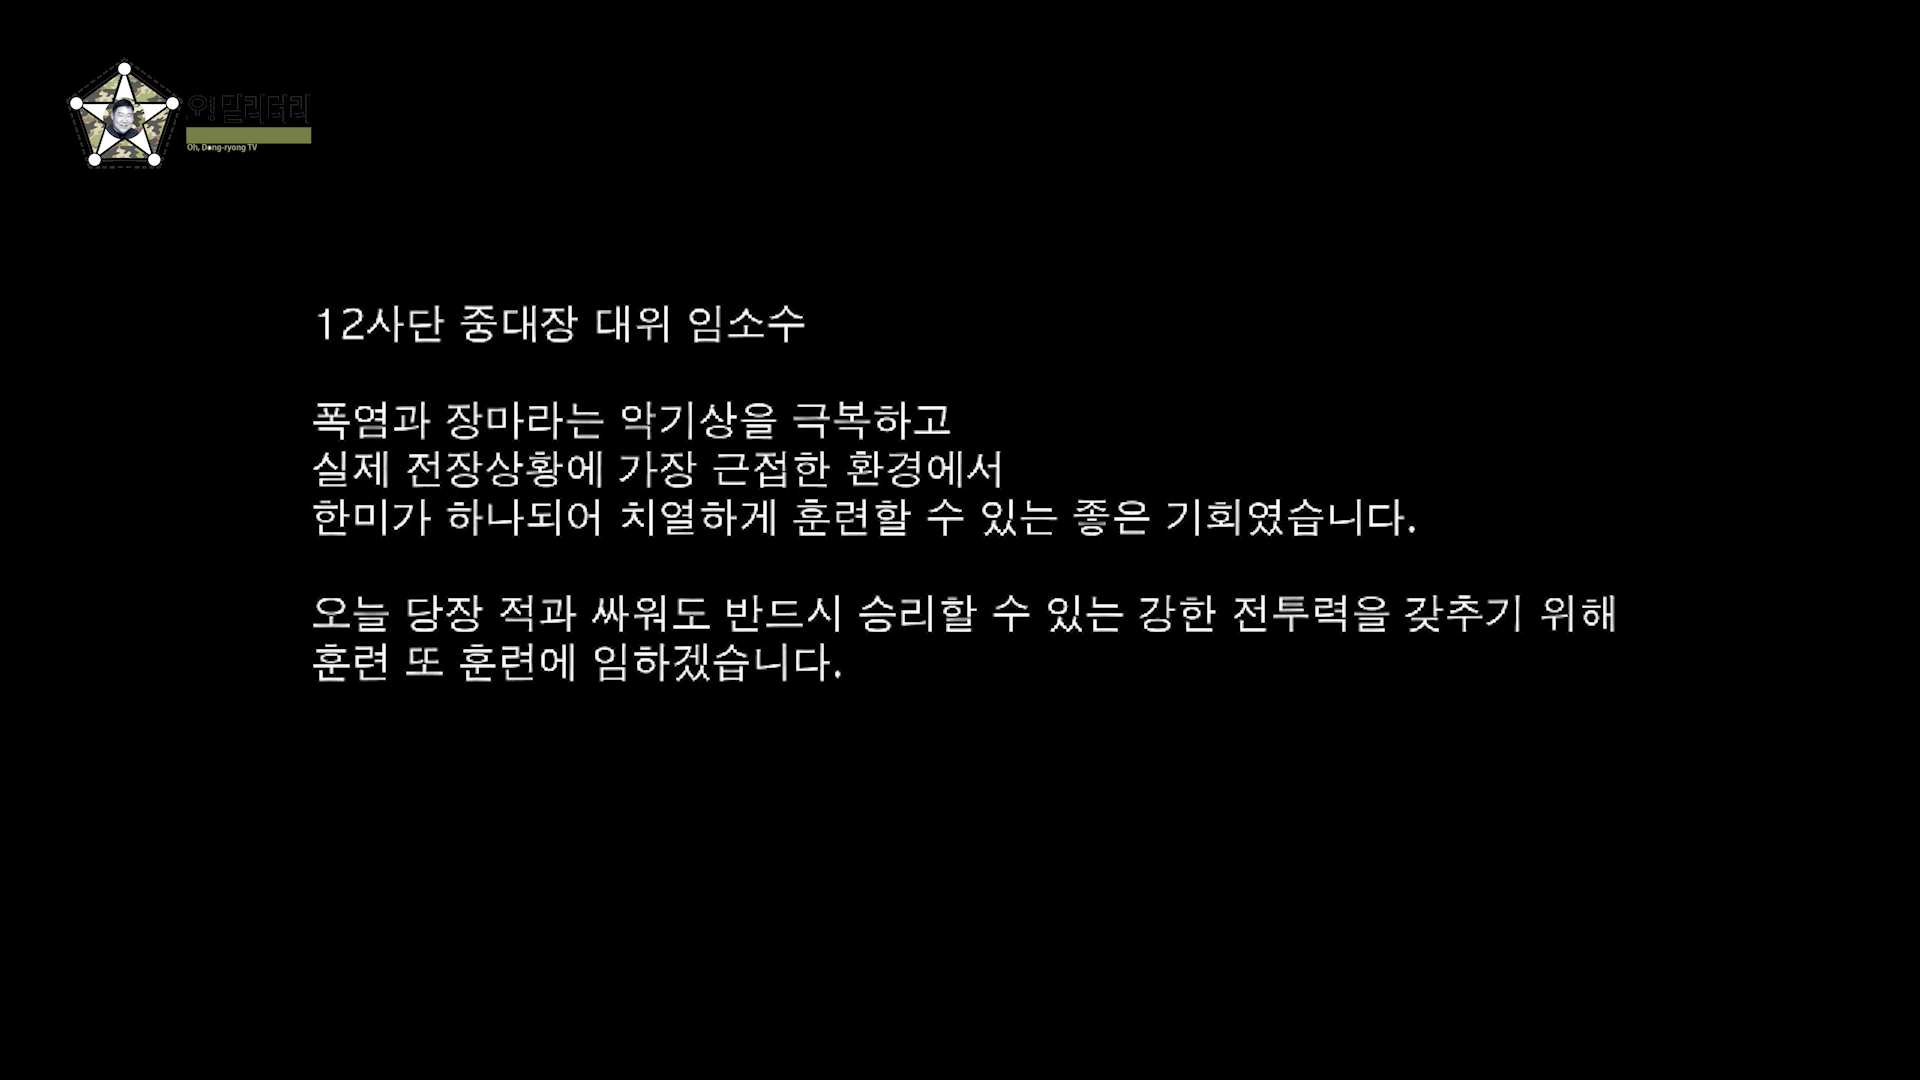 오! 밀리터리
Oh, Dong-ryong TV
12사단 중대장 대위 임소수
폭염과 장마라는 악기상을 극복하고
실제 전장상황에 가장 근접한 환경에서
한미가 하나되어 치열하게 훈련할 수 있는 좋은 기회였습니다.
오늘 당장 적과 싸워도 반드시 승리할 수 있는 강한 전투력을 갖추기 위해
훈련 또 훈련에 임하겠습니다.